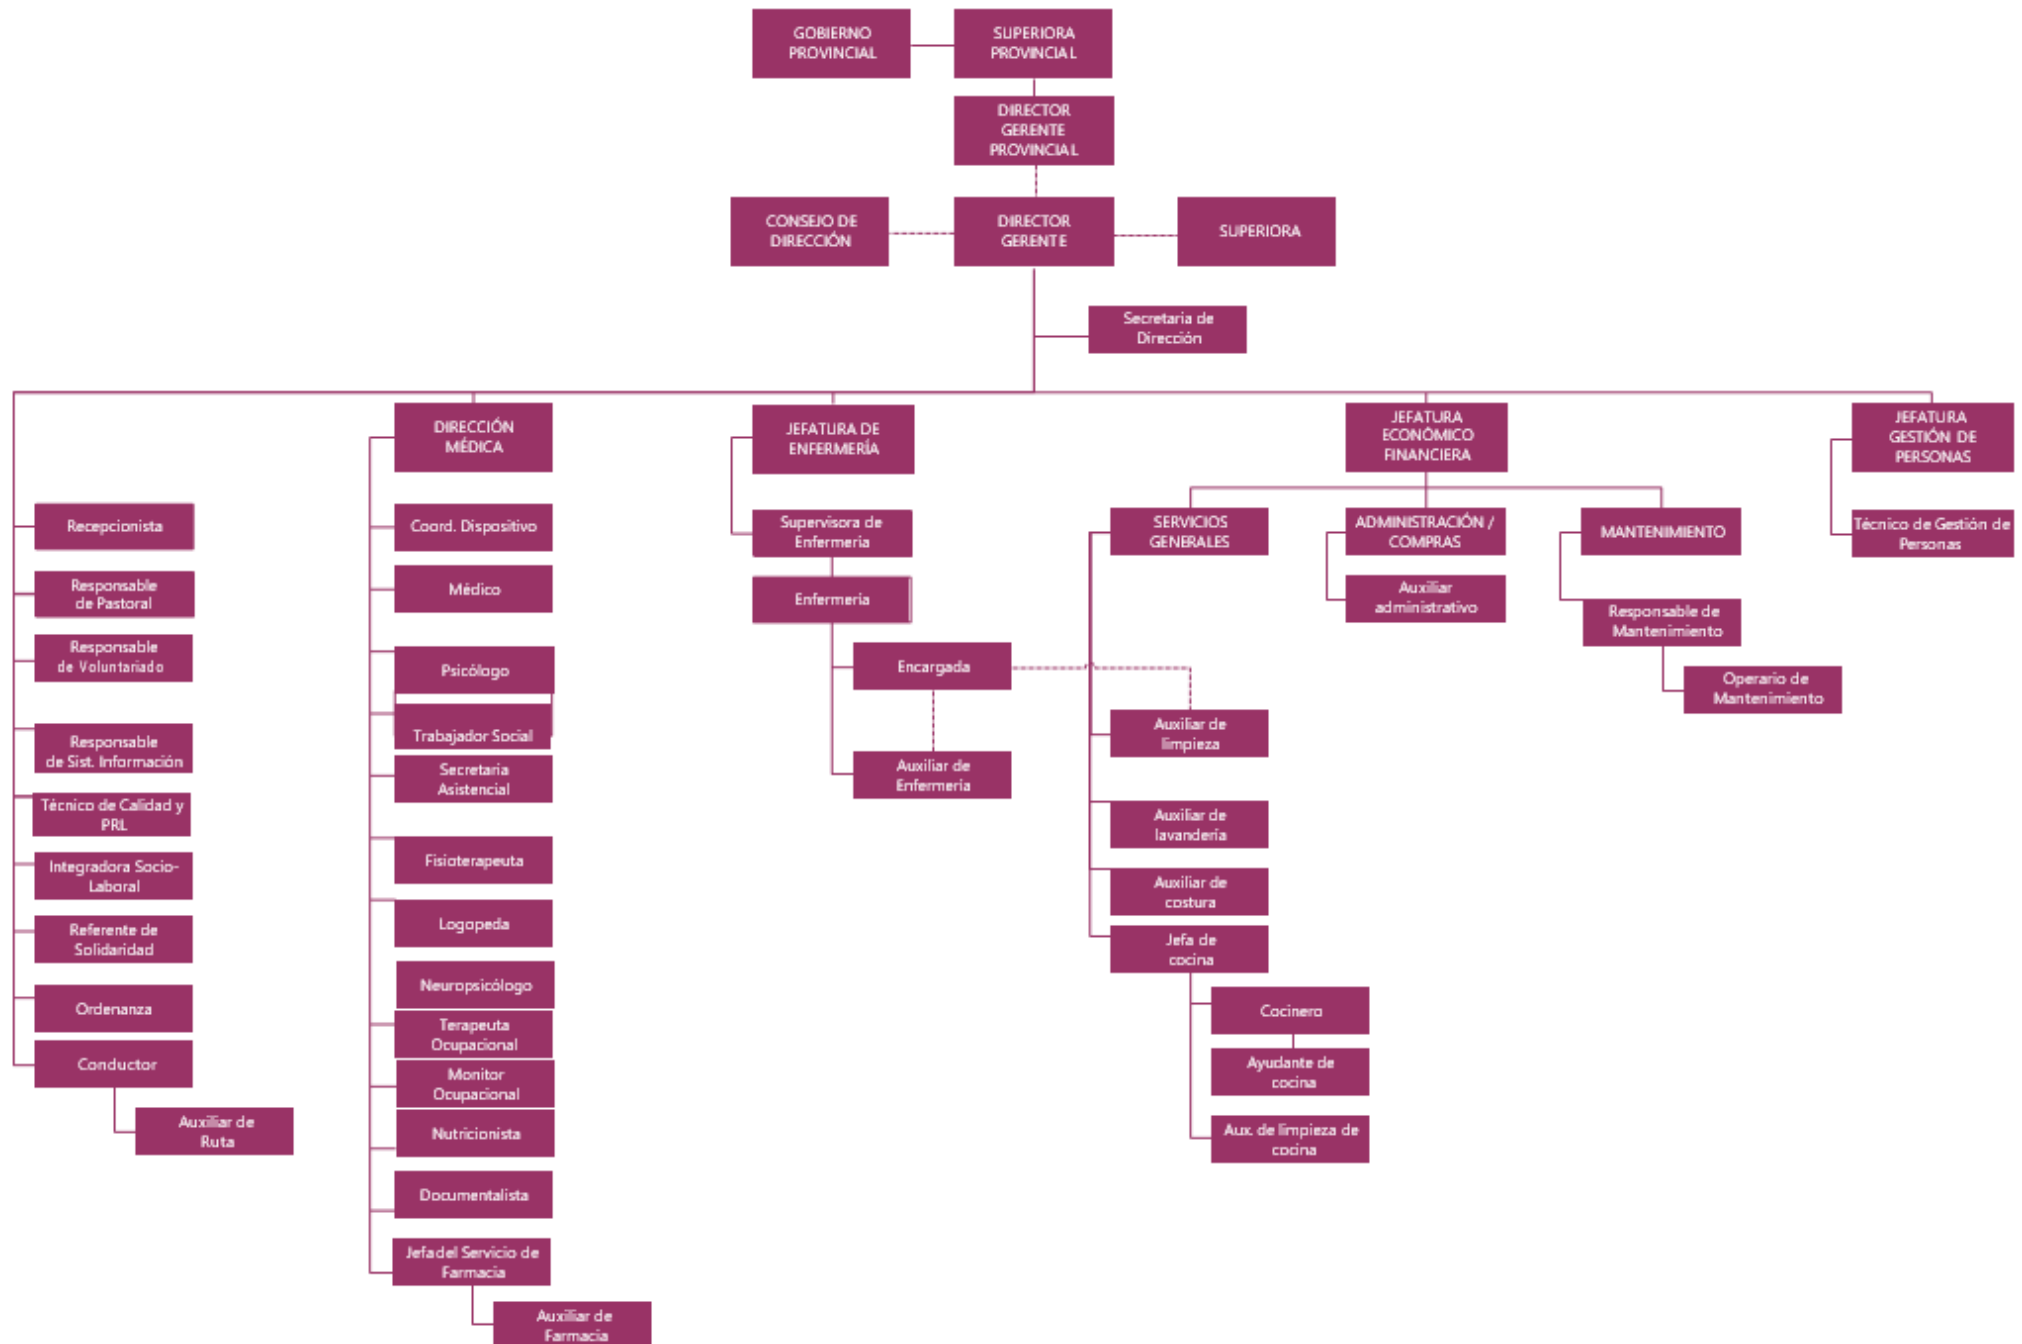 GOBIERNO
PROVINCIAL
SUPERIORA
PROVINCIAL
DIRECTOR
GERENTE
PROVINCIAL
CONSEJO DE
DIRECCIÓN
DIRECTOR
GERENTE
SUPERIORA
Secretaria de
Dirección
Recepcionista
Responsable
de Pastoral
Responsable
de Voluntariado
Responsable
de Sist. Información
Técnico de Calidad y
PRL
Integradora Socio-
Laboral
Referente de
Solidaridad
Ordenanza
Conductor
Auxiliar de
Ruta
DIRECCIÓN
MÉDICA
Coord. Dispositivo
Médico
Psicólogo
Trabajador Social
Secretaria
Asistencial
Fisioterapeuta
Logopeda
Neuropsicólogo
Terapeuta
Ocupacional
Monitor
Ocupacional
Nutricionista
Documentalista
Jefa del Servicio de
Farmacia
Auxiliar de
Farmacia
JEFATURA DE
ENFERMERÍA
Supervisora de
Enfermería
Enfermería
Encargada
Auxiliar de
Enfermería
JEFATURA
ECONÓMICO
FINANCIERA
SERVICIOS
GENERALES
Auxiliar de
limpieza
Auxiliar de
lavandería
Auxiliar de
costura
Jefa de
cocina
Cocinero
Ayudante de
cocina
Aux. de limpieza de
cocina
ADMINISTRACIÓN /
COMPRAS
Auxiliar
administrativo
MANTENIMIENTO
Responsable de
Mantenimiento
Operario de
Mantenimiento
JEFATURA
GESTIÓN DE
PERSONAS
Técnico de Gestión de
Personas